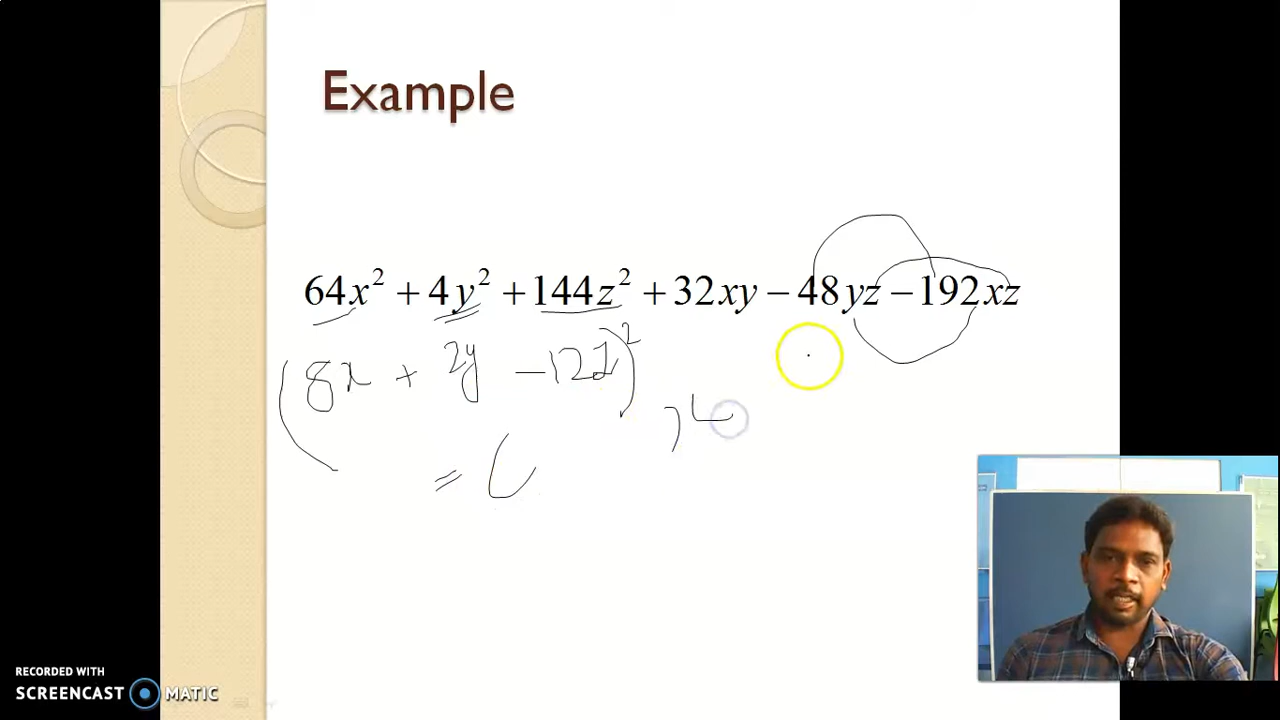 Example
64x² + 4y² + 144z² + 32xy − 48yz − 192xz
(8x + 2y − 12z)²
=
RECORDED WITH
SCREENCAST MATIC